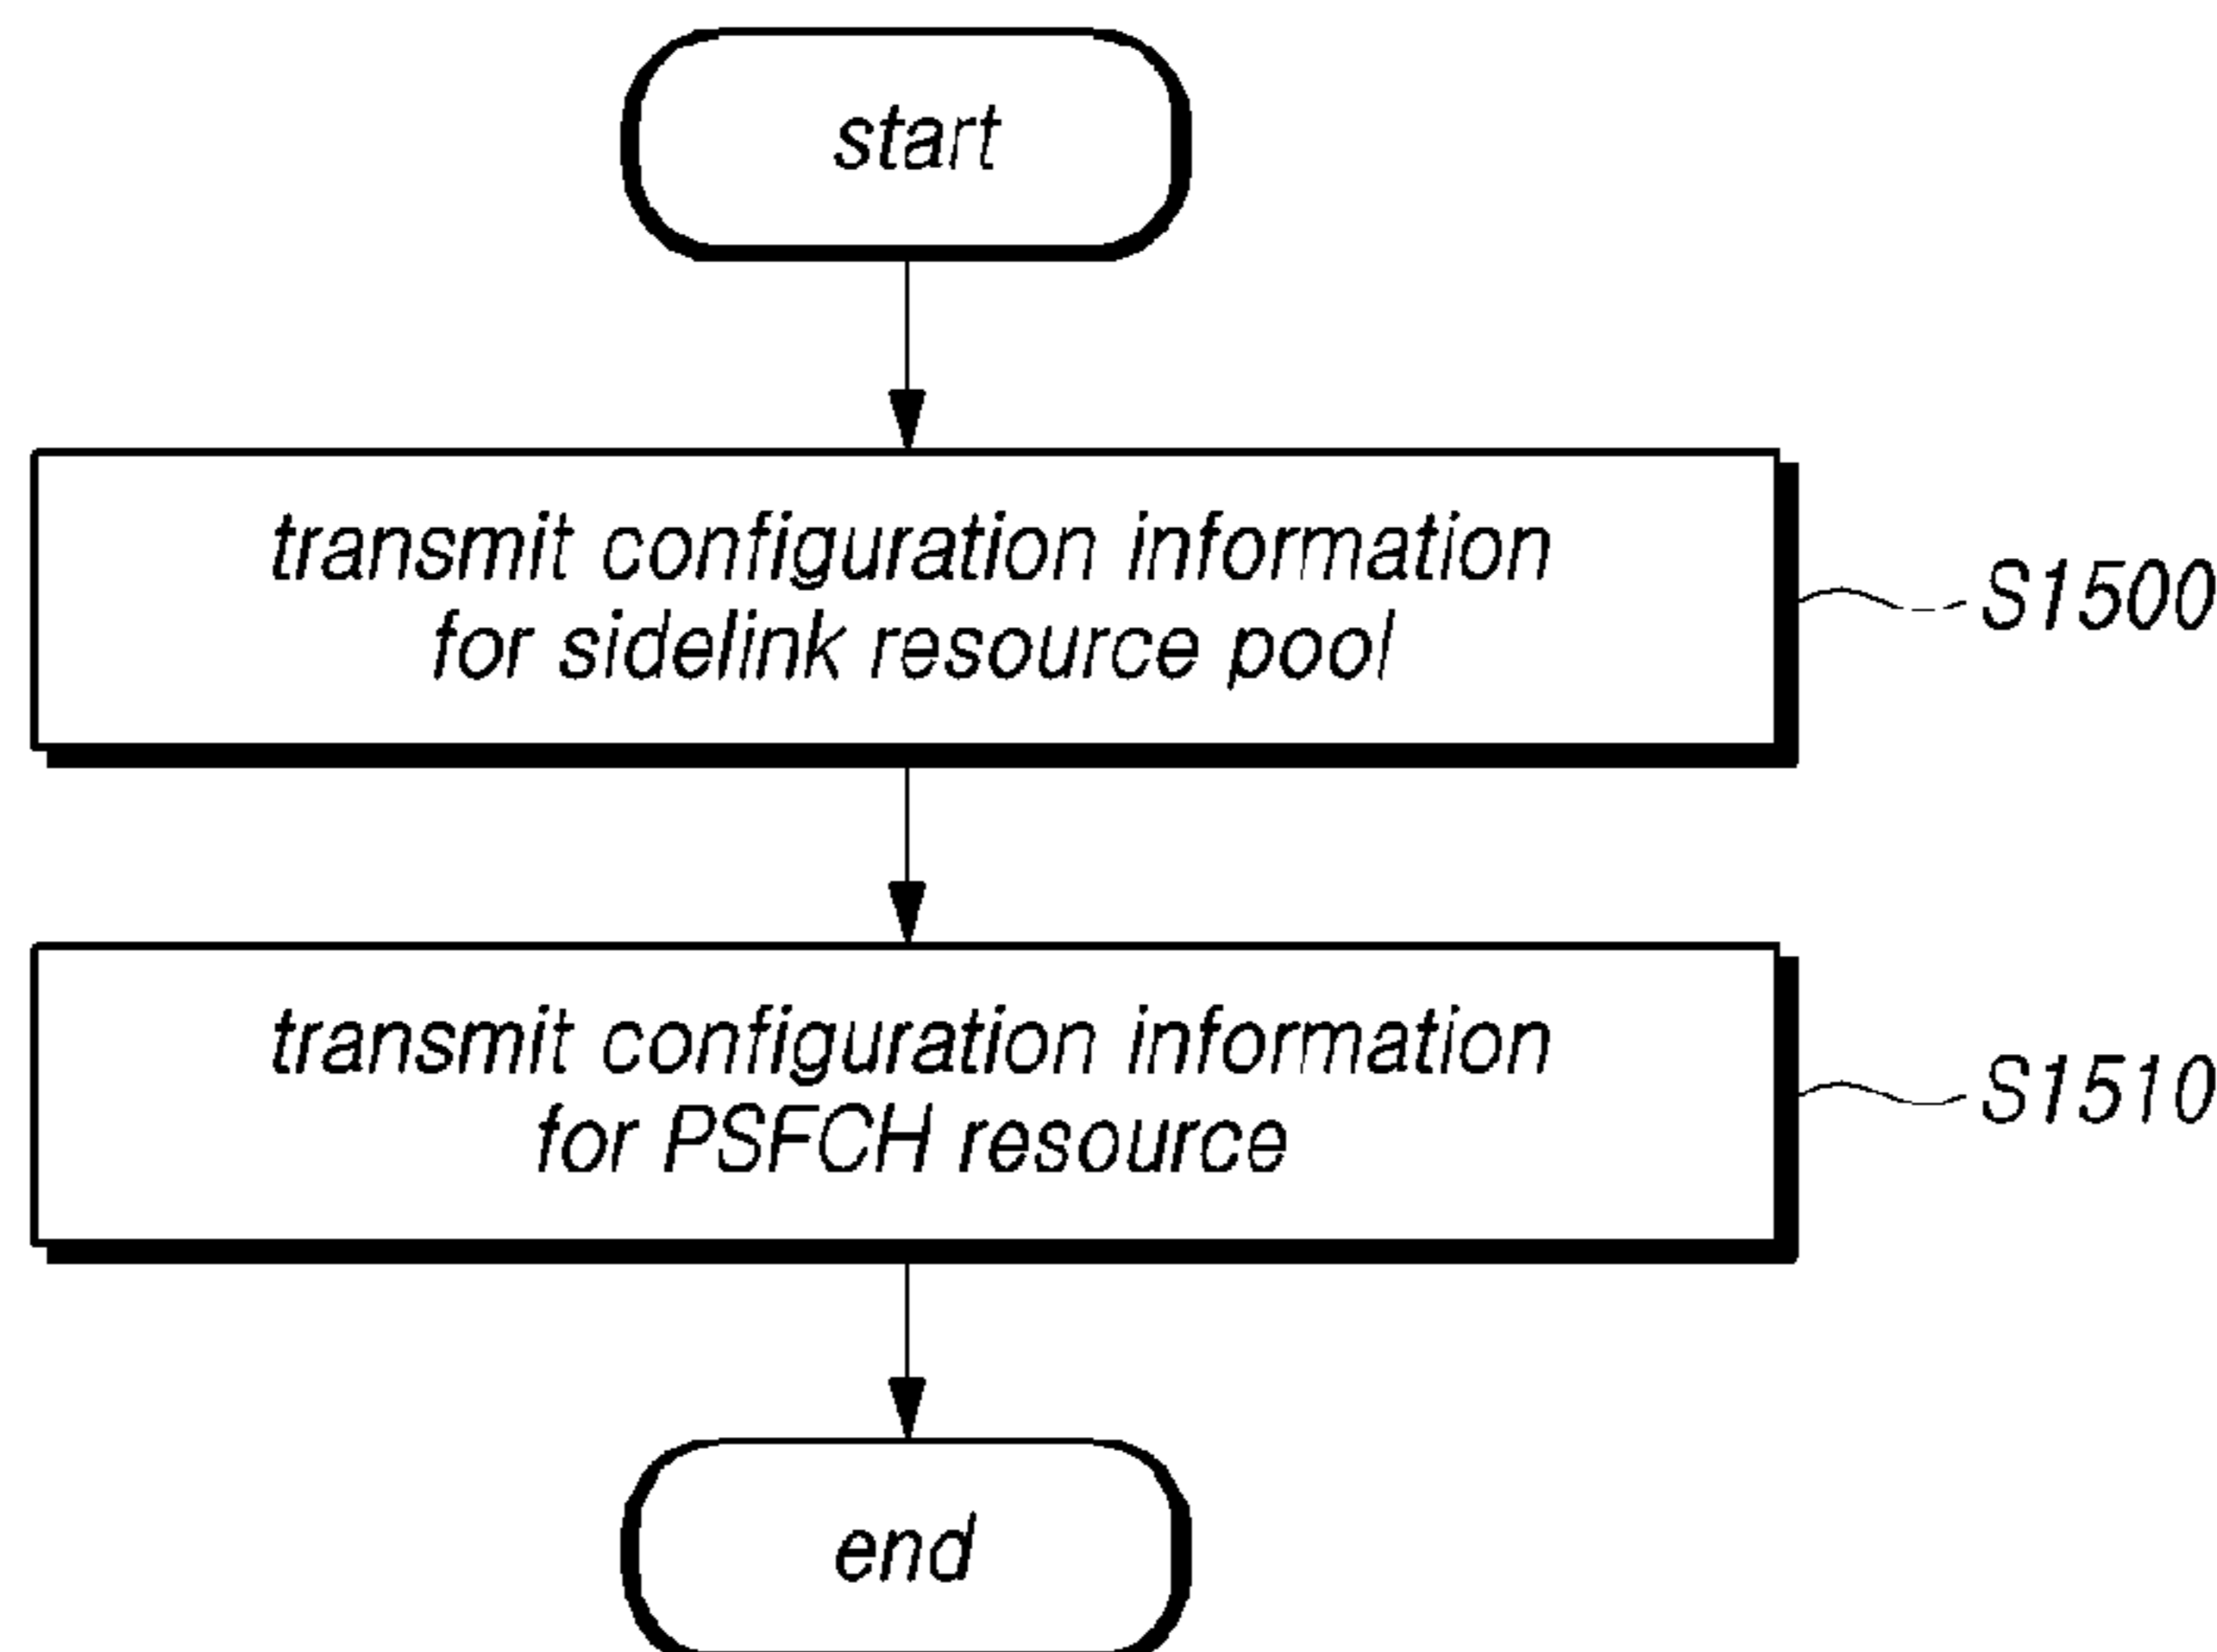 start
transmit configuration information
for sidelink resource pool
S1500
transmit configuration information
for PSFCH resource
S1510
end